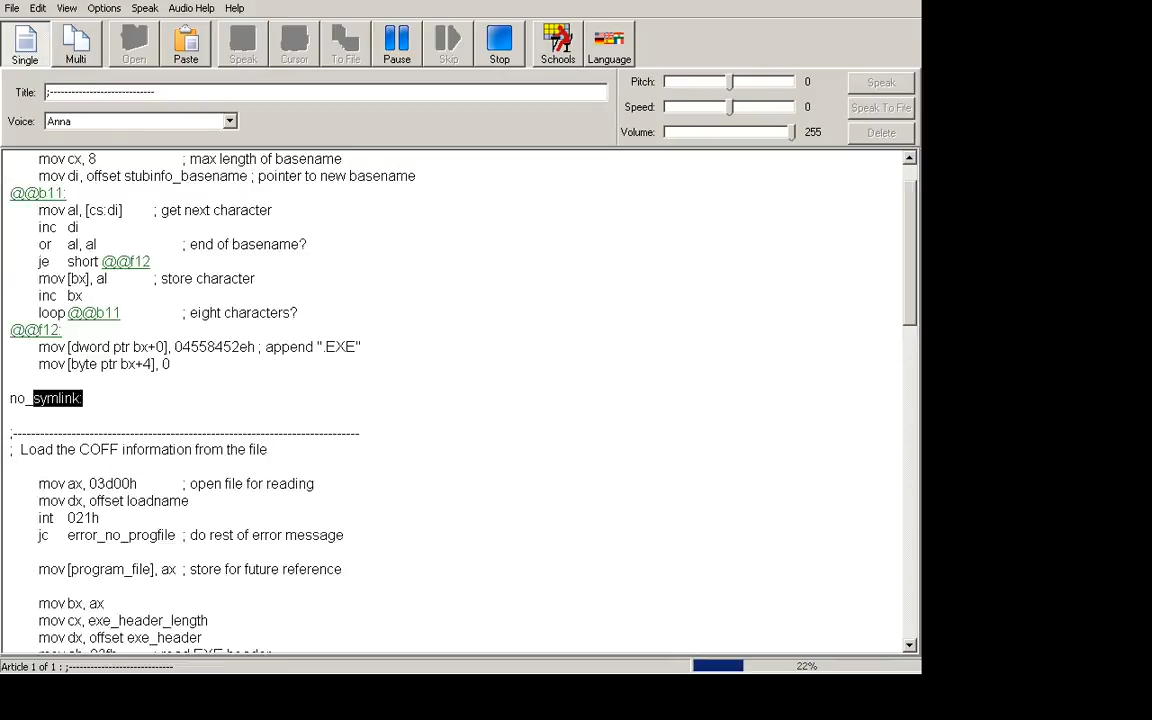 File Edit View Options Speak Audio Help Help
Single Multi Open Paste Speak Cursor To File Pause Skip Stop Schools Language
Title: ;----------------------------
Voice: Anna
Pitch: 0 Speak
Speed: 0 Speak To File
Volume: 255 Delete
mov cx, 8 ; max length of basename
mov di, offset stubinfo_basename ; pointer to new basename
@@b11:
mov al, [cs:di] ; get next character
inc di
or al, al ; end of basename?
je short @@f12
mov [bx], al ; store character
inc bx
loop @@b11 ; eight characters?
@@f12:
mov [dword ptr bx+0], 04558452eh ; append ".EXE"
mov [byte ptr bx+4], 0
no_symlink:
;-----------------------------------------------------------------------------
; Load the COFF information from the file
mov ax, 03d00h ; open file for reading
mov dx, offset loadname
int 021h
jc error_no_progfile ; do rest of error message
mov [program_file], ax ; store for future reference
mov bx, ax
mov cx, exe_header_length
mov dx, offset exe_header
mov ah, 03fh ; read EXE header
Article 1 of 1 : ;---------------------------- 22%